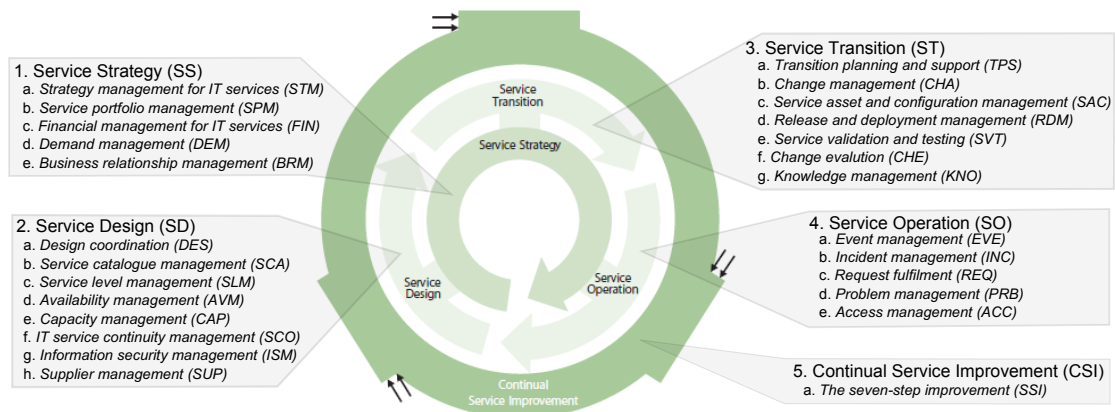 1. Service Strategy (SS)
a. Strategy management for IT services (STM)
b. Service portfolio management (SPM)
c. Financial management for IT services (FIN)
d. Demand management (DEM)
e. Business relationship management (BRM)
2. Service Design (SD)
a. Design coordination (DES)
b. Service catalogue management (SCA)
c. Service level management (SLM)
d. Availability management (AVM)
e. Capacity management (CAP)
f. IT service continuity management (SCO)
g. Information security management (ISM)
h. Supplier management (SUP)
Service
Transition
Service Strategy
Service
Design
Service
Operation
Continual
Service Improvement
3. Service Transition (ST)
a. Transition planning and support (TPS)
b. Change management (CHA)
c. Service asset and configuration management (SAC)
d. Release and deployment management (RDM)
e. Service validation and testing (SVT)
f. Change evalution (CHE)
g. Knowledge management (KNO)
4. Service Operation (SO)
a. Event management (EVE)
b. Incident management (INC)
c. Request fulfilment (REQ)
d. Problem management (PRB)
e. Access management (ACC)
5. Continual Service Improvement (CSI)
a. The seven-step improvement (SSI)